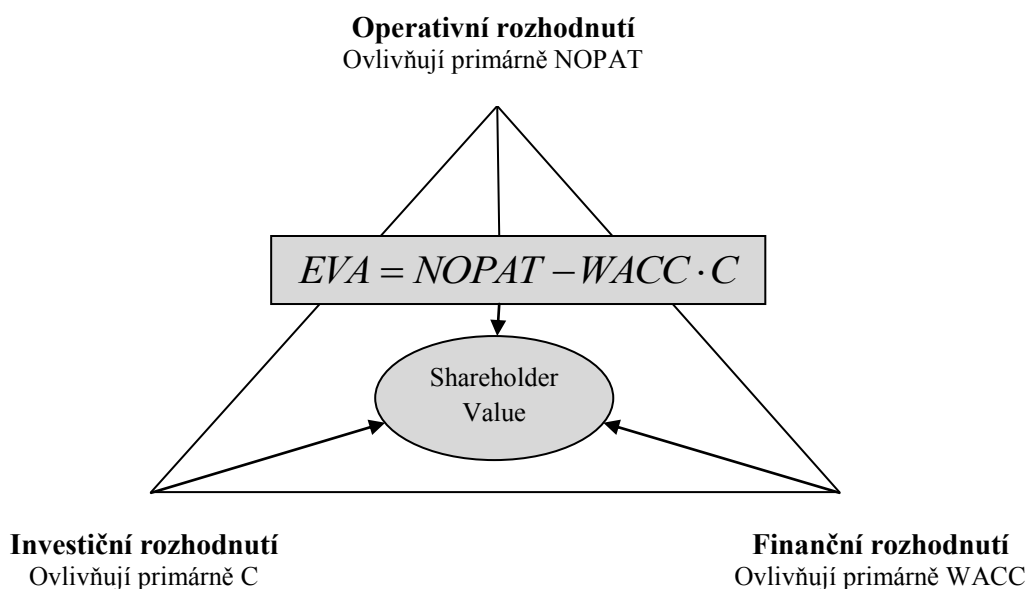 Operativní rozhodnutí
Ovlivňují primárně NOPAT
EVA = NOPAT − WACC · C
Shareholder
Value
Investiční rozhodnutí
Ovlivňují primárně C
Finanční rozhodnutí
Ovlivňují primárně WACC